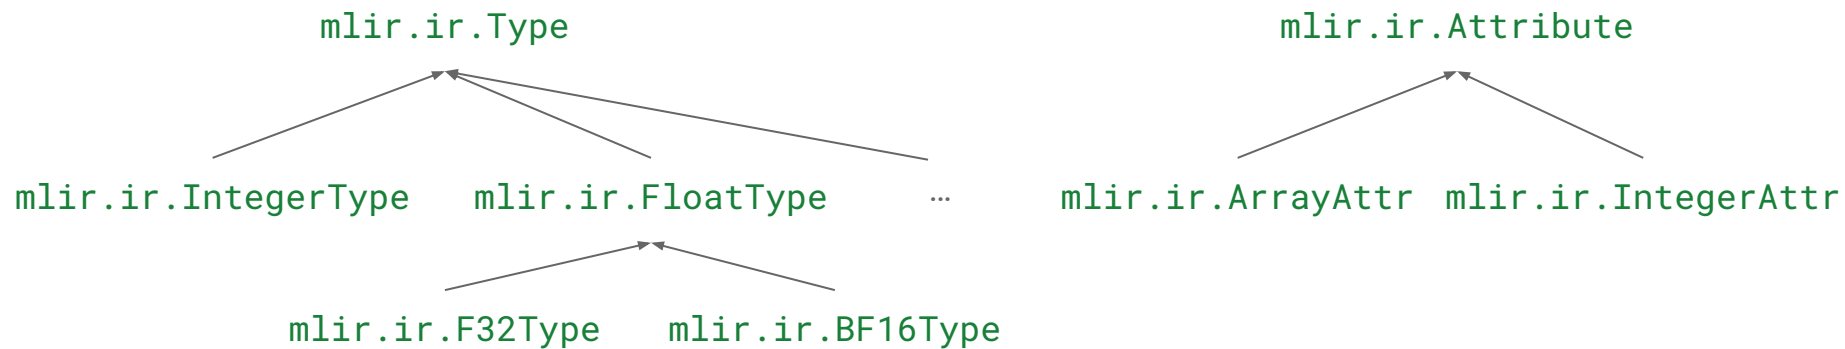 mlir.ir.Type mlir.ir.Attribute
mlir.ir.IntegerType mlir.ir.FloatType ... mlir.ir.ArrayAttr mlir.ir.IntegerAttr
mlir.ir.F32Type mlir.ir.BF16Type